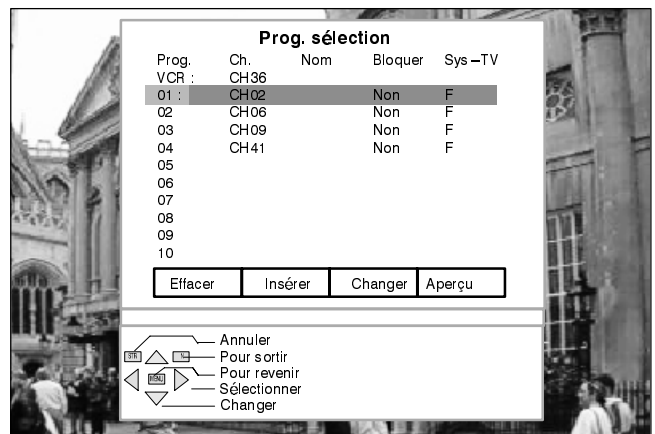 Prog. sélection
Prog. Ch. Nom Bloquer Sys-TV
VCR : CH36
01 : CH02 Non F
02 CH06 Non F
03 CH09 Non F
04 CH41 Non F
05
06
07
08
09
10
Effacer Insérer Changer Aperçu
Annuler
STR N Pour sortir
MENU Pour revenir
Sélectionner
Changer